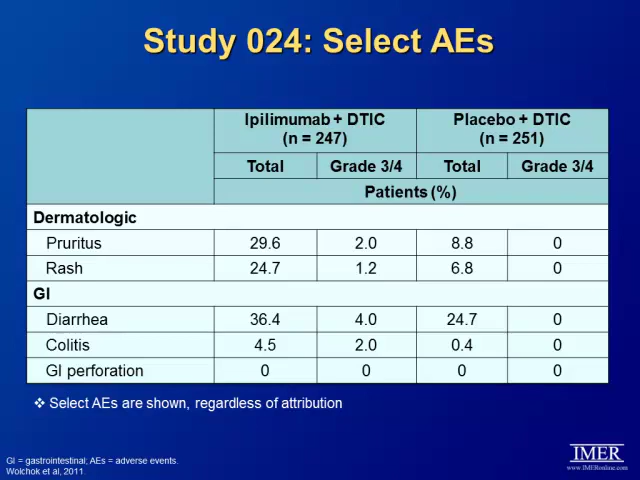 Study 024: Select AEs
Ipilimumab + DTIC (n = 247) Placebo + DTIC (n = 251)
Total Grade 3/4 Total Grade 3/4
Patients (%)
Dermatologic
Pruritus 29.6 2.0 8.8 0
Rash 24.7 1.2 6.8 0
GI
Diarrhea 36.4 4.0 24.7 0
Colitis 4.5 2.0 0.4 0
GI perforation 0 0 0 0
❖ Select AEs are shown, regardless of attribution
GI = gastrointestinal; AEs = adverse events.
Wolchok et al, 2011.
IMER
www.IMERonline.com